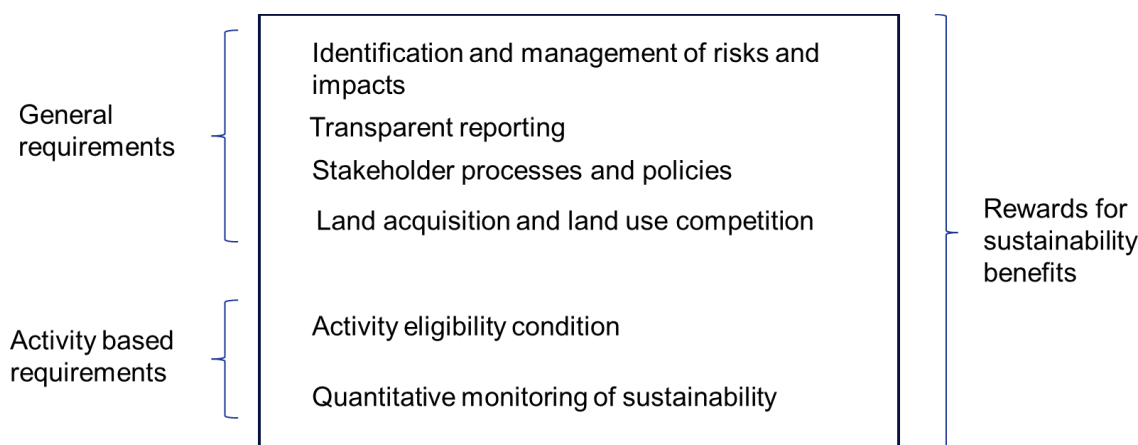 General
requirements
Identification and management of risks and
impacts
Transparent reporting
Stakeholder processes and policies
Land acquisition and land use competition
Activity based
requirements
Activity eligibility condition
Quantitative monitoring of sustainability
Rewards for
sustainability
benefits